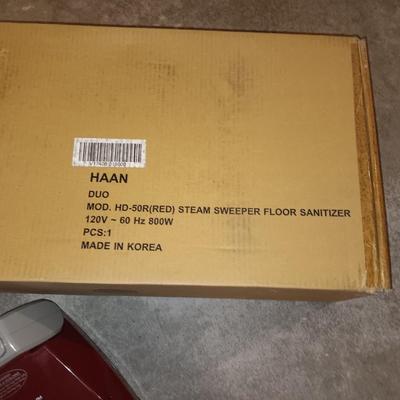 HAAN
DUO
MOD. HD-50R(RED) STEAM SWEEPER FLOOR SANITIZER
120V ~ 60 Hz 800W
PCS:1
MADE IN KOREA